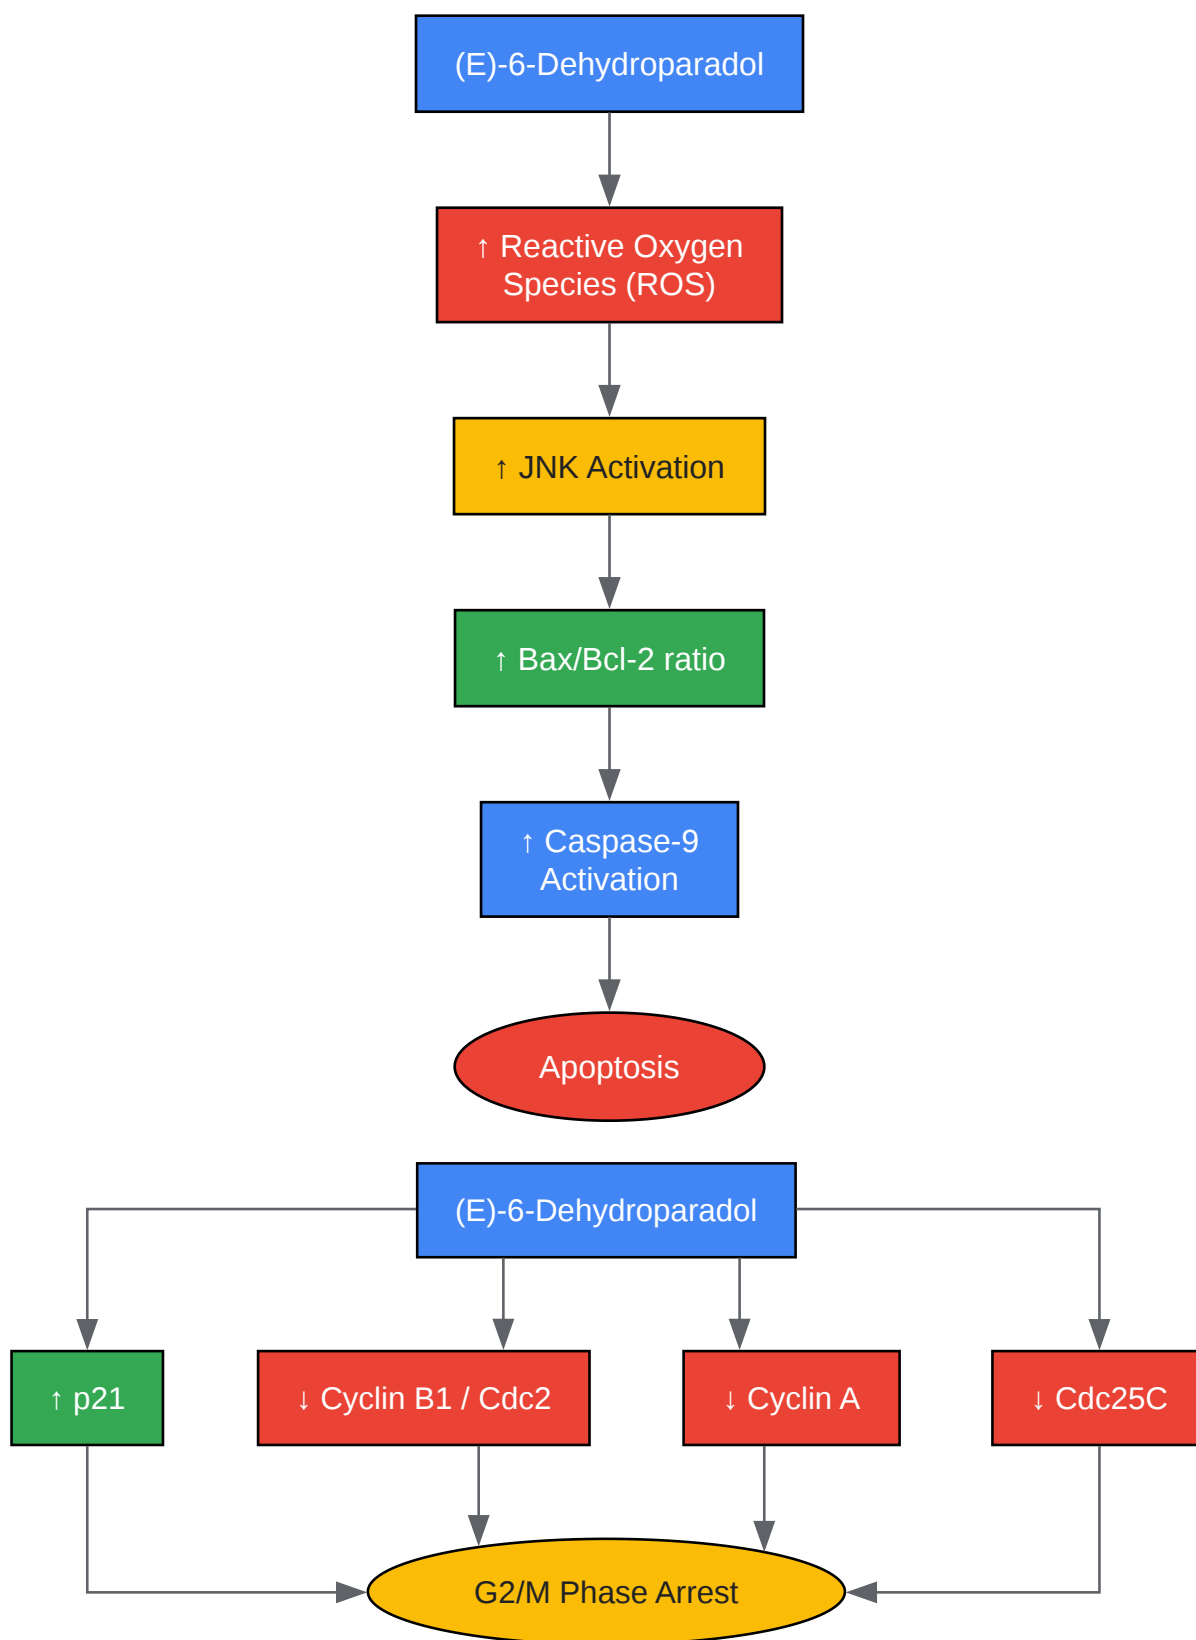 (E)-6-Dehydroparadol
↑ Reactive Oxygen
Species (ROS)
↑ JNK Activation
↑ Bax/Bcl-2 ratio
↑ Caspase-9
Activation
Apoptosis
(E)-6-Dehydroparadol
↑ p21
↓ Cyclin B1 / Cdc2
↓ Cyclin A
↓ Cdc25C
G2/M Phase Arrest